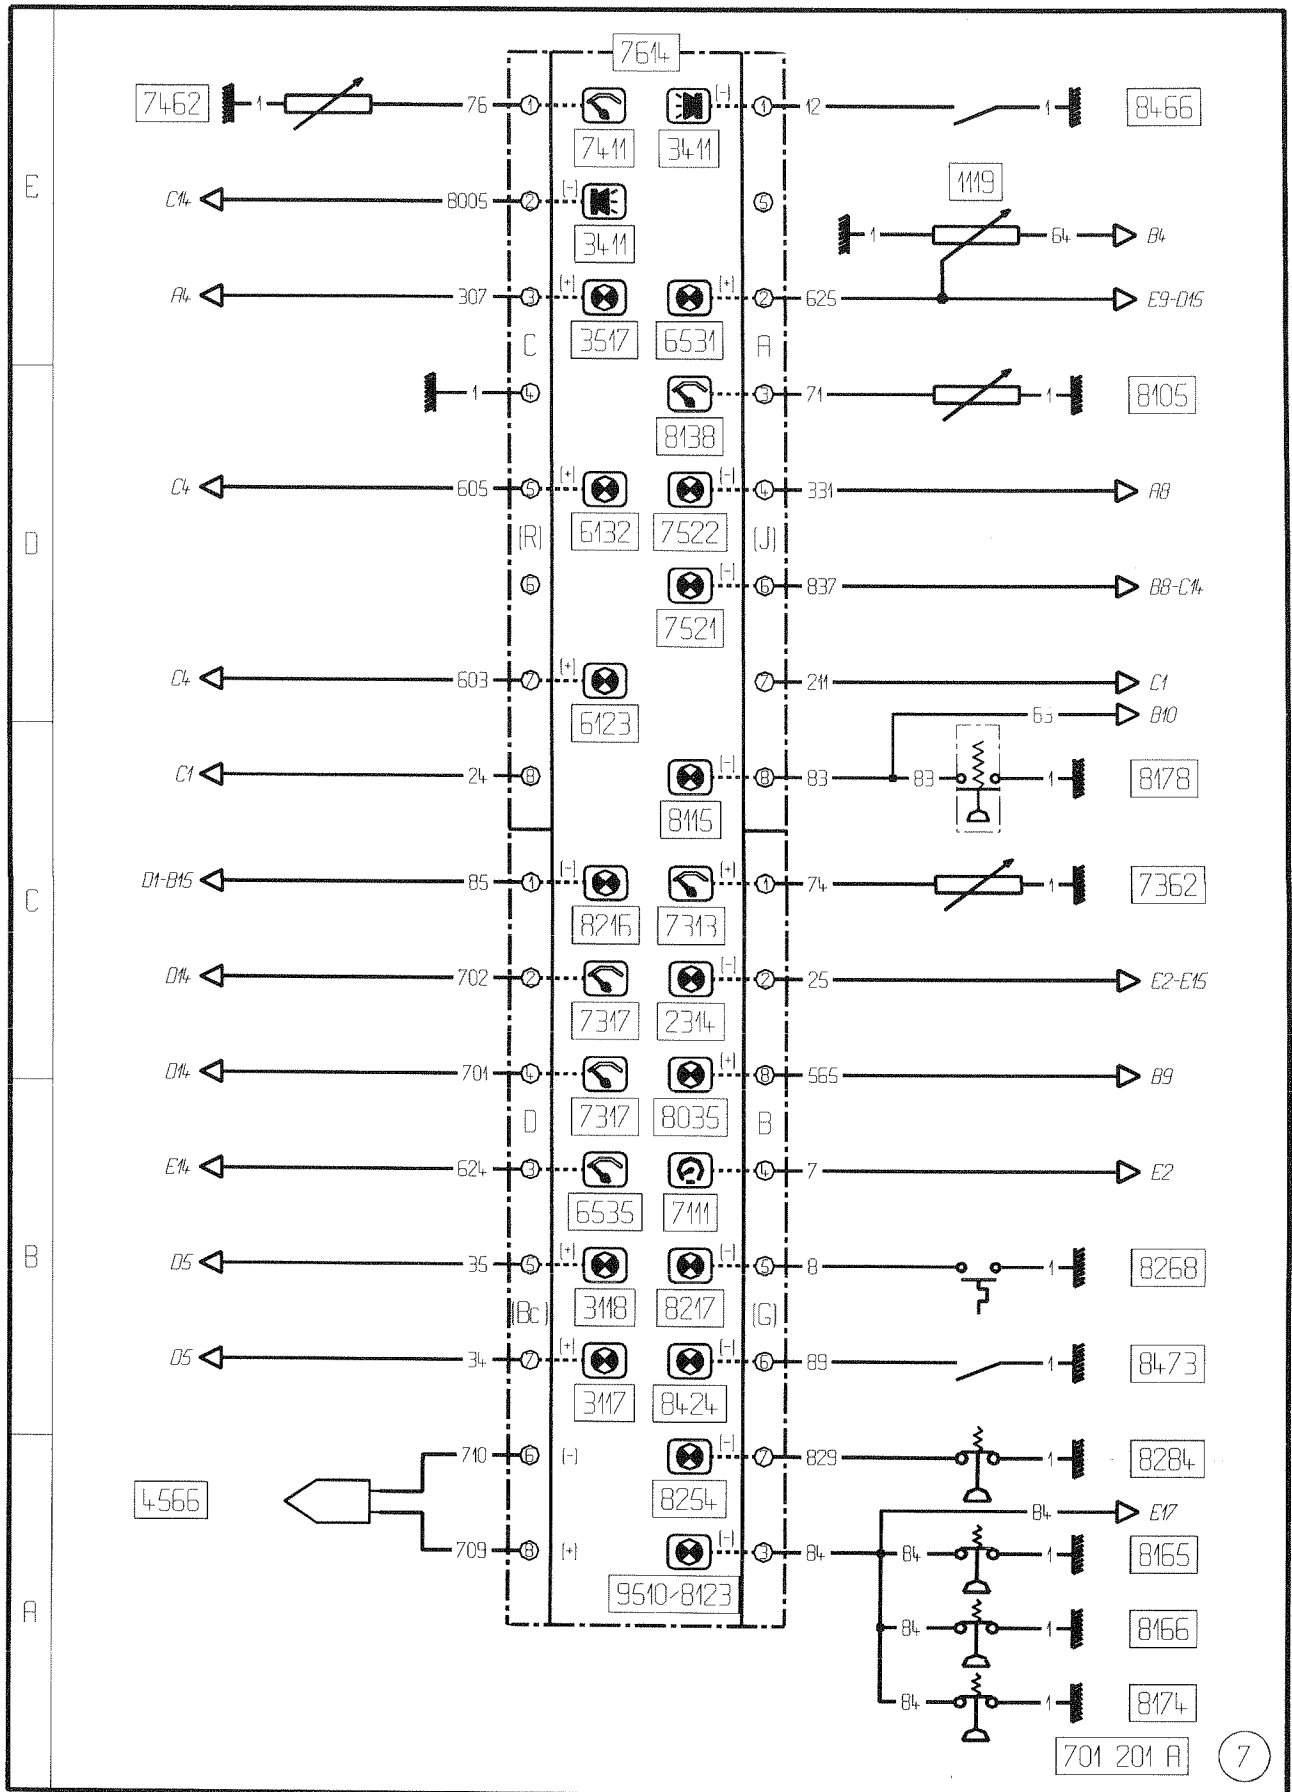 7614
7462 1 76 1 7411 3411 (-) 1 12 1 8466
E
C14 8005 2 (-) 3411 5 1119
1 64 B4
A4 307 3 (+) 3517 6531 (+) 2 625 E9-D15
C A
1 4 8138 3 71 1 8105
C4 605 5 (+) 6132 7522 (-) 4 331 A8
D (R) (J)
6 7521 (-) 6 837 B8-C14
C4 603 7 (+) 6123 7 211 C1
B10
C1 24 8 8115 (-) 8 83 83 1 8178
D1-B15 85 1 (-) 8216 7313 (+) 1 74 1 7362
C
D14 702 2 7317 2314 (-) 2 25 E2-E15
D14 701 4 7317 8035 (+) 8 565 B9
D B
E14 624 3 6535 7111 4 7 E2
B
D5 35 5 (+) 3118 8217 (-) 5 8 1 8268
(Bc) (G)
D5 34 7 (+) 3117 8424 (-) 6 89 1 8473
710 6 (-) 8254 (-) 7 829 1 8284
4566
84 E17
709 8 (+) 9510/8123 (-) 3 84 84 1 8165
A
84 1 8166
84 1 8174
701 201 A 7